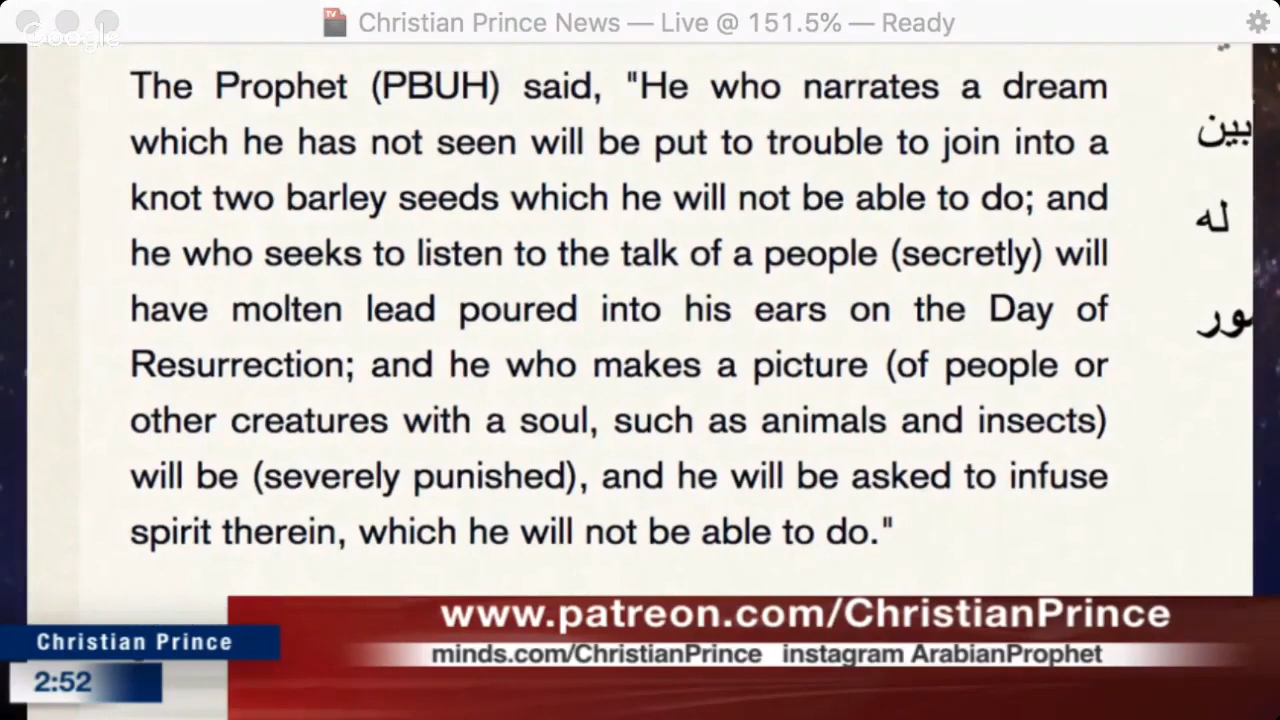 Christian Prince News — Live @ 151.5% — Ready
Google
The Prophet (PBUH) said, "He who narrates a dream
which he has not seen will be put to trouble to join into a
knot two barley seeds which he will not be able to do; and
he who seeks to listen to the talk of a people (secretly) will
have molten lead poured into his ears on the Day of
Resurrection; and he who makes a picture (of people or
other creatures with a soul, such as animals and insects)
will be (severely punished), and he will be asked to infuse
spirit therein, which he will not be able to do."
بين
له
ور
www.patreon.com/ChristianPrince
Christian Prince
minds.com/ChristianPrince instagram ArabianProphet
2:52